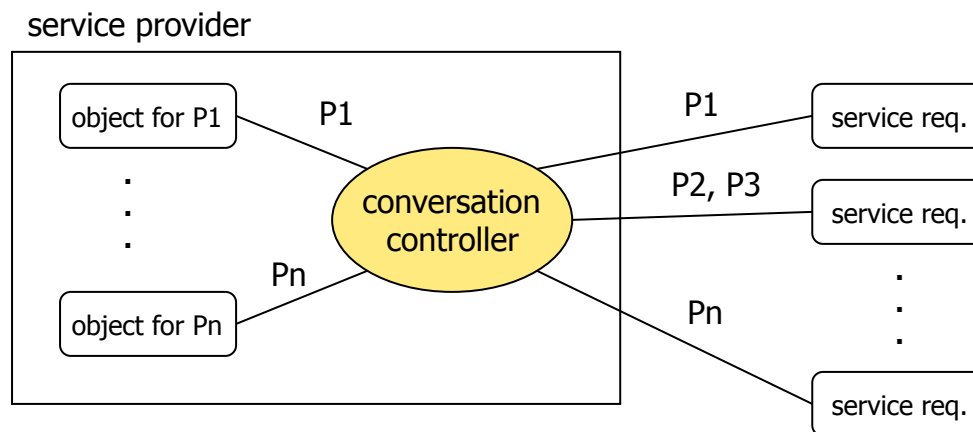 service provider
object for P1
P1
P1
service req.
P2, P3
service req.
conversation
controller
.
.
.
Pn
object for Pn
Pn
.
.
.
service req.